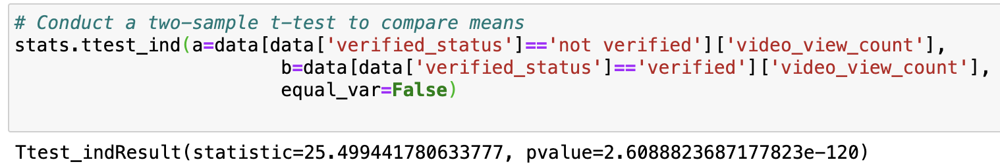 # Conduct a two-sample t-test to compare means
stats.ttest_ind(a=data[data['verified_status']=='not verified']['video_view_count'],
b=data[data['verified_status']=='verified']['video_view_count'],
equal_var=False)
Ttest_indResult(statistic=25.499441780633777, pvalue=2.6088823687177823e-120)